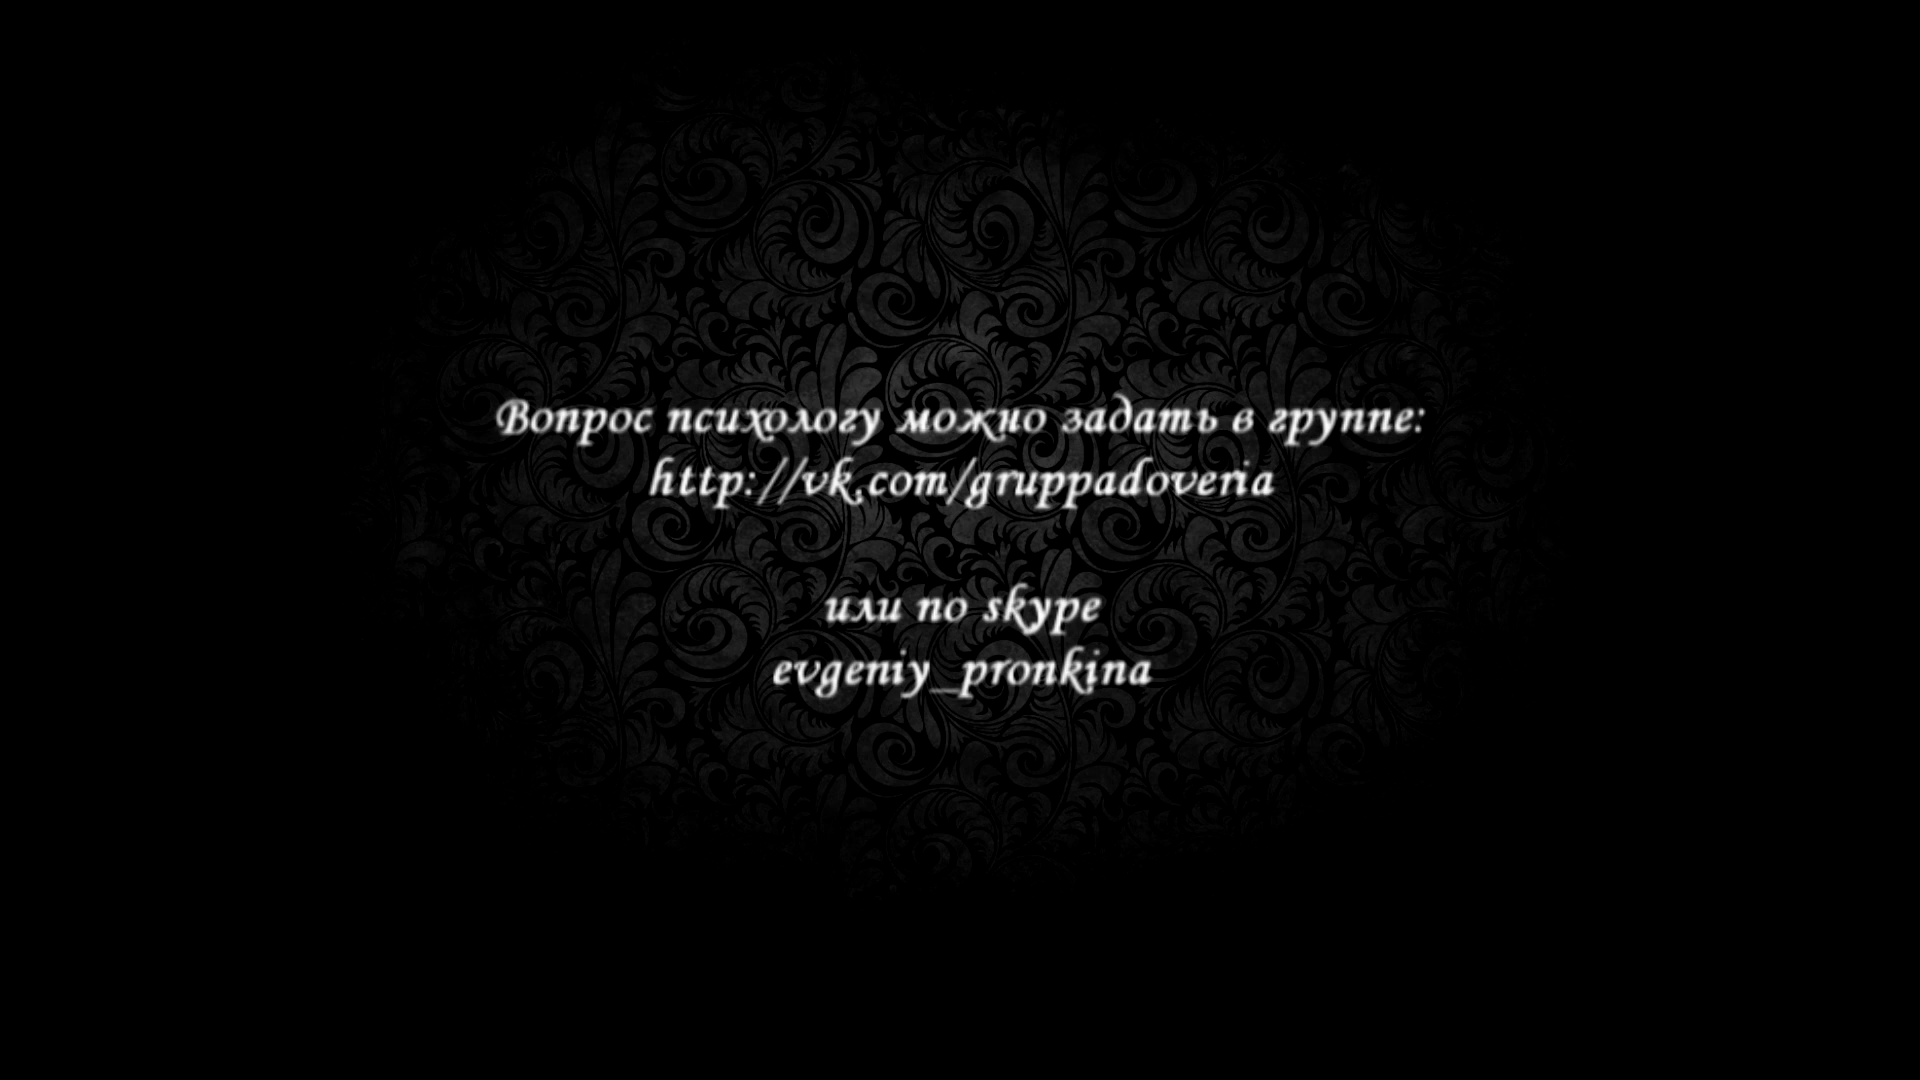 Вопрос психологу можно задать в группе:
http://vk.com/gruppadoveria
или по skype
evgeniy_pronkina